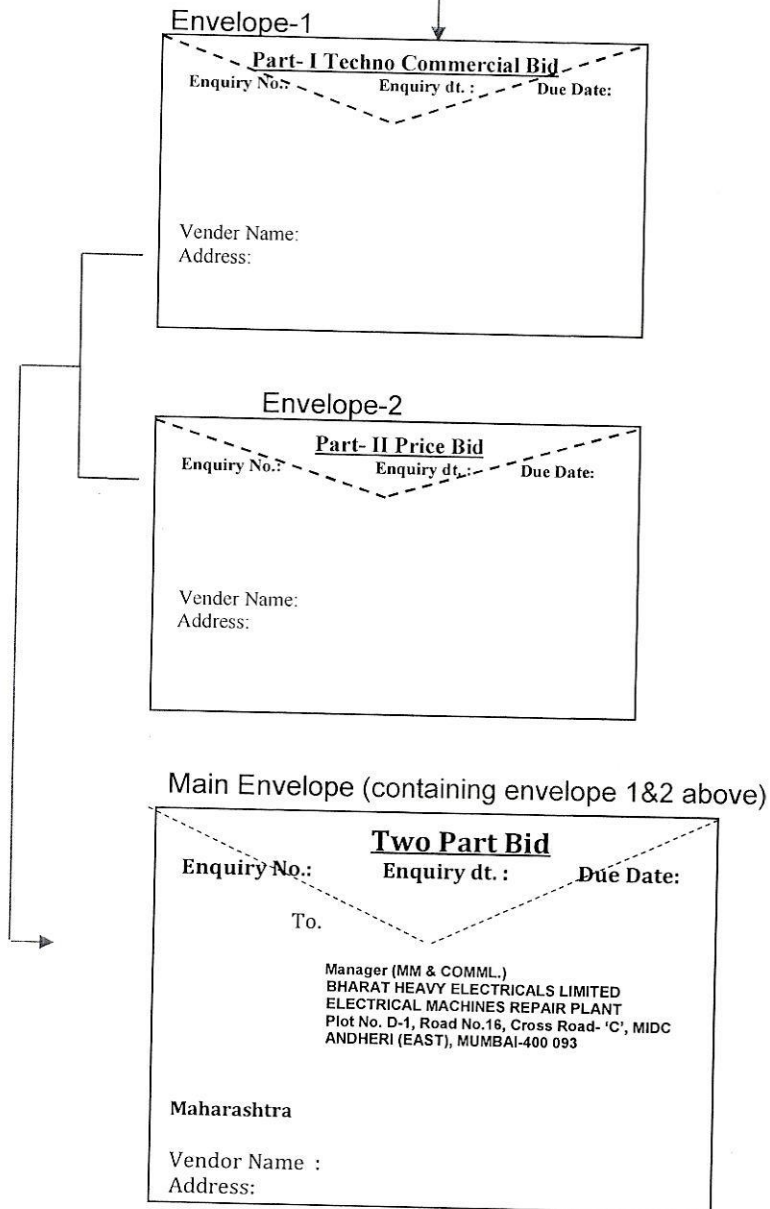 Envelope-1
Part- I Techno Commercial Bid
Enquiry No.: Enquiry dt. : Due Date:
Vender Name:
Address:
Envelope-2
Part- II Price Bid
Enquiry No.: Enquiry dt. : Due Date:
Vender Name:
Address:
Main Envelope (containing envelope 1&2 above)
Two Part Bid
Enquiry No.: Enquiry dt. : Due Date:
To.
Manager (MM & COMML.)
BHARAT HEAVY ELECTRICALS LIMITED
ELECTRICAL MACHINES REPAIR PLANT
Plot No. D-1, Road No.16, Cross Road- ‘C’, MIDC
ANDHERI (EAST), MUMBAI-400 093
Maharashtra
Vendor Name :
Address: